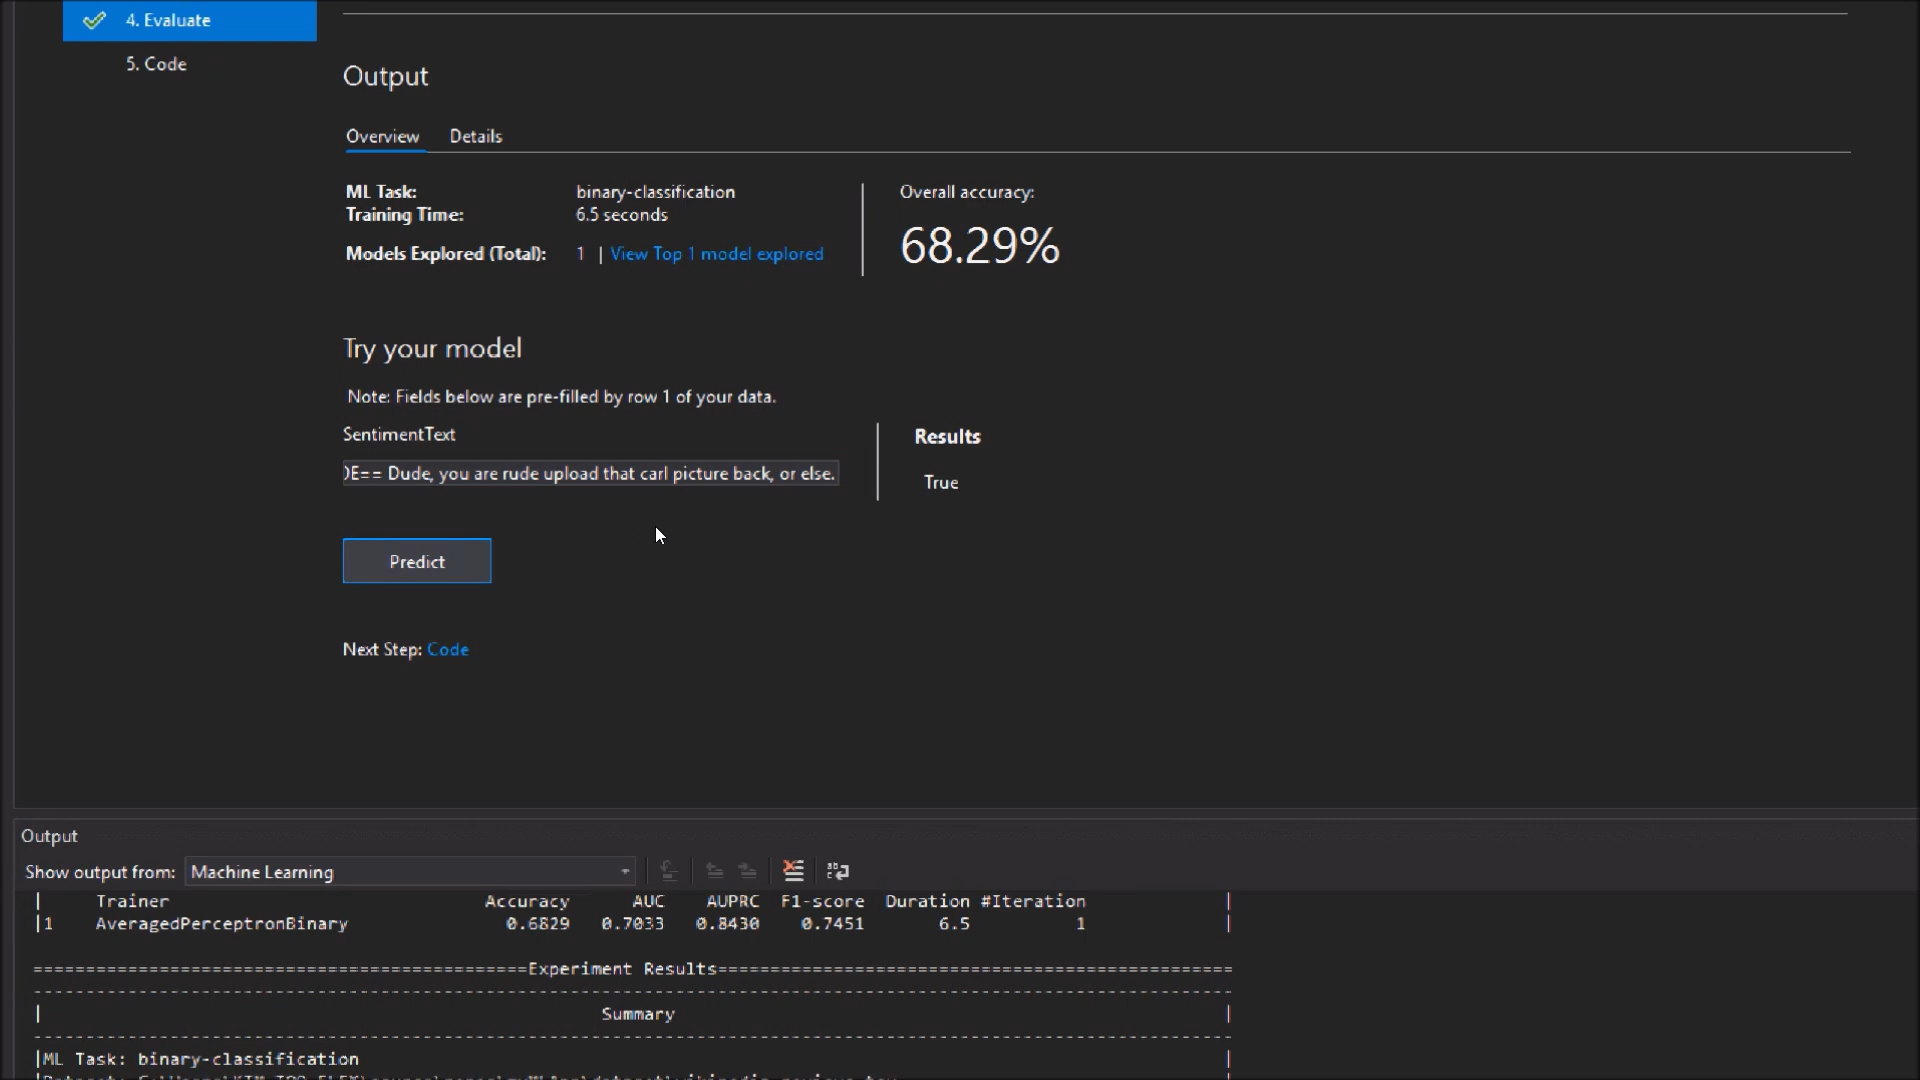 4. Evaluate
5. Code
Output
Overview Details
ML Task: binary-classification
Training Time: 6.5 seconds
Models Explored (Total): 1 | View Top 1 model explored
Overall accuracy:
68.29%
Try your model
Note: Fields below are pre-filled by row 1 of your data.
SentimentText
DE== Dude, you are rude upload that carl picture back, or else.
Results
True
Predict
Next Step: Code
Output
Show output from: Machine Learning
| Trainer Accuracy AUC AUPRC F1-score Duration #Iteration |
|1 AveragedPerceptronBinary 0.6829 0.7033 0.8430 0.7451 6.5 1 |
===============================================Experiment Results=================================================
| Summary |
|ML Task: binary-classification |